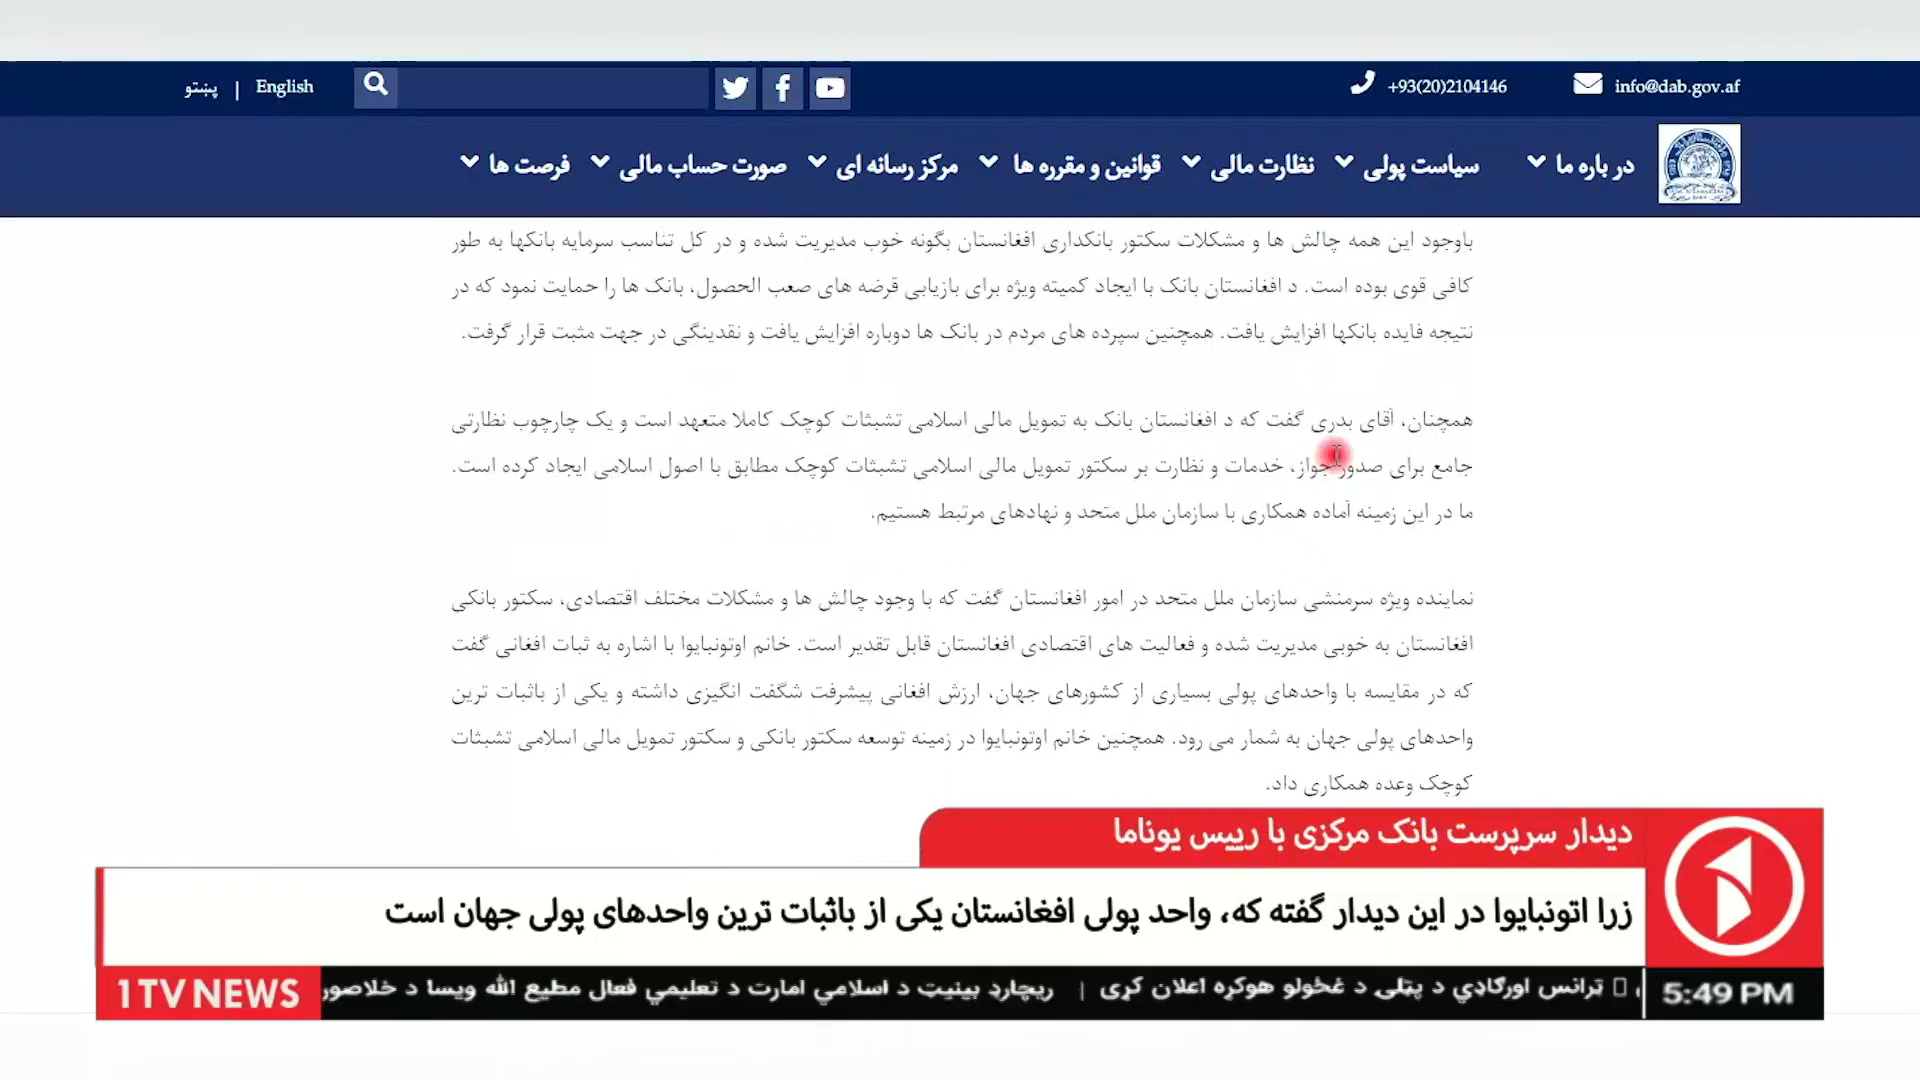 پښتو | English
+93(20)2104146
info@dab.gov.af
در باره ما
سیاست پولی
نظارت مالی
قوانین و مقرره ها
مرکز رسانه ای
صورت حساب مالی
فرصت ها
باوجود این همه چالش ها و مشکلات سکتور بانکداری افغانستان بگونه خوب مدیریت شده و در کل تناسب سرمایه بانکها به طور
کافی قوی بوده است. د افغانستان بانک با ایجاد کمیته ویژه برای بازیابی قرضه های صعب الحصول، بانک ها را حمایت نمود که در
نتیجه فایده بانکها افزایش یافت. همچنین سپرده های مردم در بانک ها دوباره افزایش یافت و نقدینگی در جهت مثبت قرار گرفت.
همچنان، آقای بدری گفت که د افغانستان بانک به تمویل مالی اسلامی تشبثات کوچک کاملا متعهد است و یک چارچوب نظارتی
جامع برای صدور جواز، خدمات و نظارت بر سکتور تمویل مالی اسلامی تشبثات کوچک مطابق با اصول اسلامی ایجاد کرده است.
ما در این زمینه آماده همکاری با سازمان ملل متحد و نهادهای مرتبط هستیم.
نماینده ویژه سرمنشی سازمان ملل متحد در امور افغانستان گفت که با وجود چالش ها و مشکلات مختلف اقتصادی، سکتور بانکی
افغانستان به خوبی مدیریت شده و فعالیت های اقتصادی افغانستان قابل تقدیر است. خانم اوتونبایوا با اشاره به ثبات افغانی گفت
که در مقایسه با واحدهای پولی بسیاری از کشورهای جهان، ارزش افغانی پیشرفت شگفت انگیزی داشته و یکی از باثبات ترین
واحدهای پولی جهان به شمار می رود. همچنین خانم اوتونبایوا در زمینه توسعه سکتور بانکی و سکتور تمویل مالی اسلامی تشبثات
کوچک وعده همکاری داد.
دیدار سرپرست بانک مرکزی با رییس یوناما
زرا اتونبایوا در این دیدار گفته که، واحد پولی افغانستان یکی از باثبات ترین واحدهای پولی جهان است
1TV NEWS
ټرانس اورګاډي د پټلۍ د غځولو هوکړه اعلان کړی | ریچارډ بینېټ د اسلامي امارت د تعلیمي فعال مطیع الله ویسا د خلاصور
5:49 PM